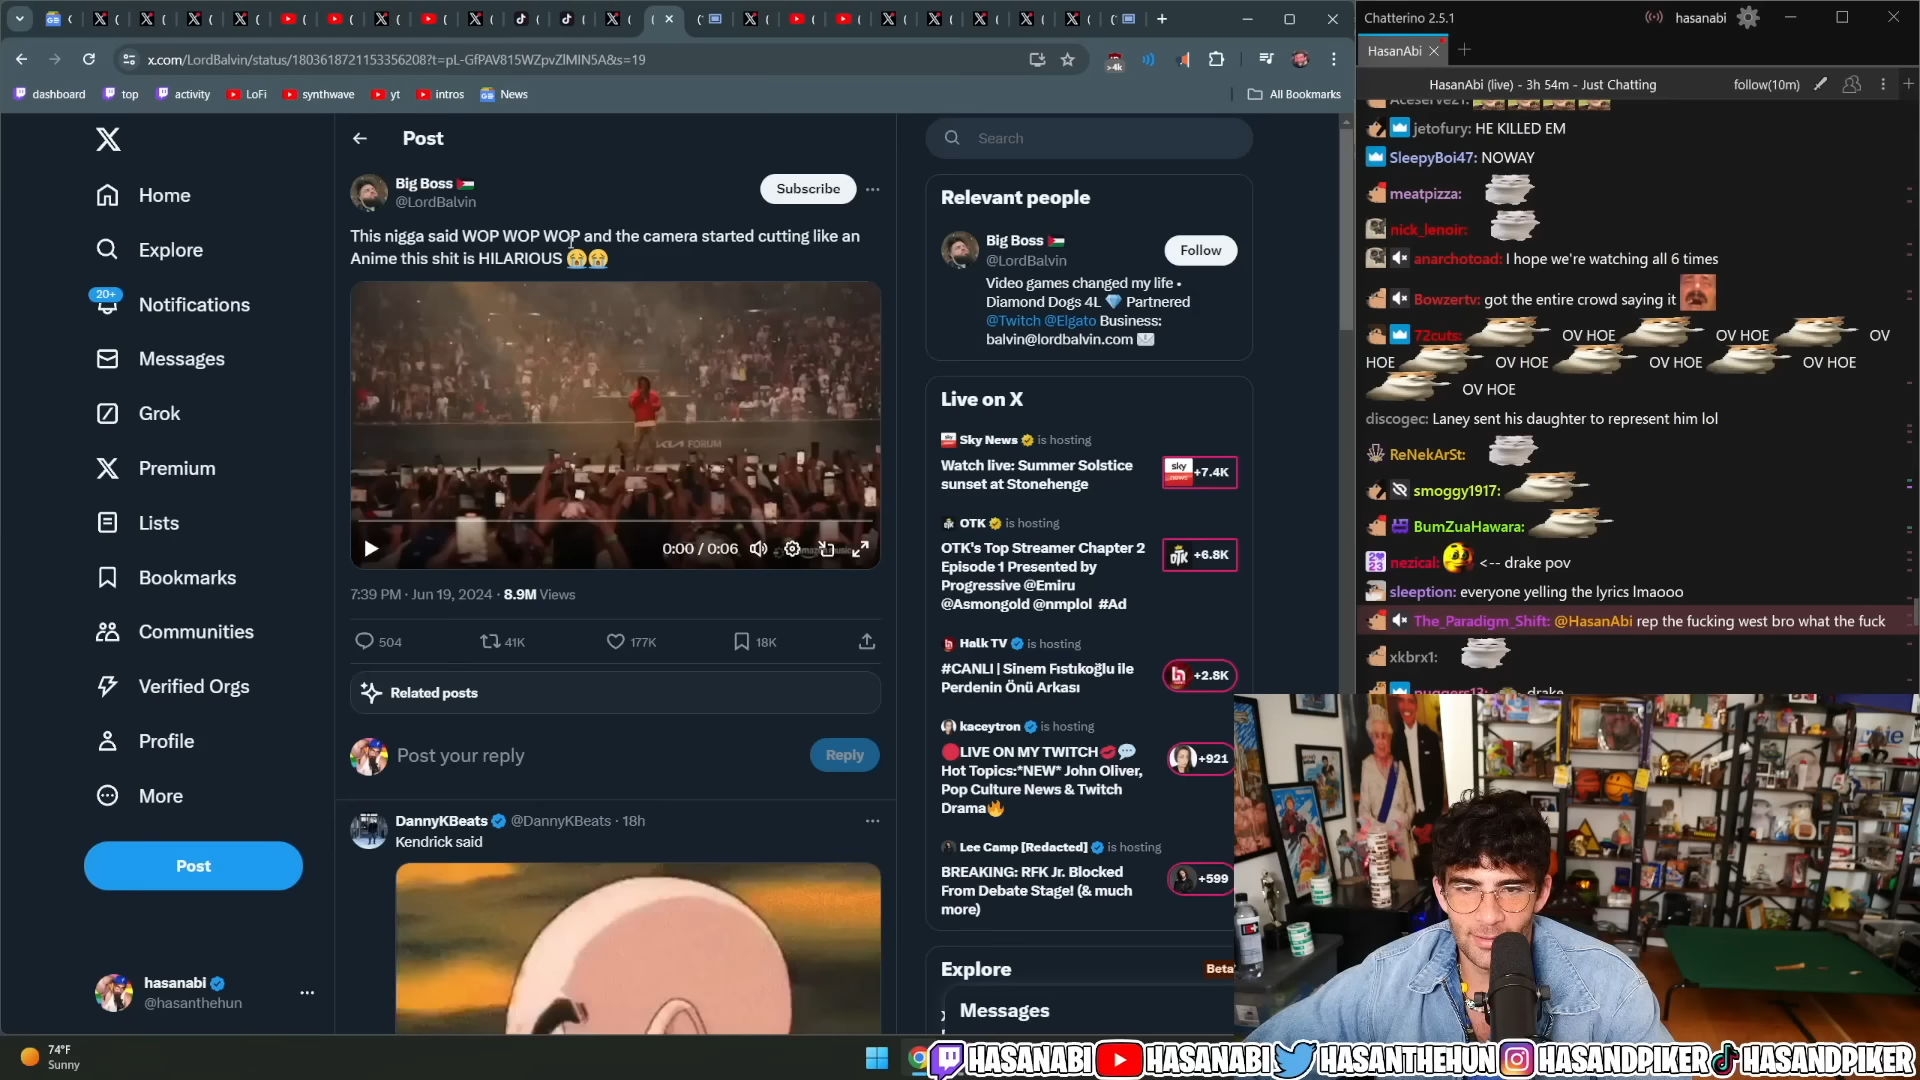 x.com/LordBalvin/status/1803618721153356208?t=pL-GfPAV815WZpvZlMIN5A&s=19
dashboard
top
activity
LoFi
synthwave
yt
intros
News
All Bookmarks
Home
Explore
20+
Notifications
Messages
Grok
Premium
Lists
Bookmarks
Communities
Verified Orgs
Profile
More
Post
hasanabi
@hasanthehun
Post
Big Boss
@LordBalvin
Subscribe
This nigga said WOP WOP WOP and the camera started cutting like an
Anime this shit is HILARIOUS 😭😭
KIA FORUM
0:00 / 0:06
7:39 PM · Jun 19, 2024 · 8.9M Views
504
41K
177K
18K
Related posts
Post your reply
Reply
DannyKBeats @DannyKBeats · 18h
Kendrick said
Search
Relevant people
Big Boss
@LordBalvin
Follow
Video games changed my life •
Diamond Dogs 4L 💎 Partnered
@Twitch @Elgato Business:
balvin@lordbalvin.com
Live on X
Sky News is hosting
Watch live: Summer Solstice
sunset at Stonehenge
sky
news
+7.4K
OTK is hosting
OTK's Top Streamer Chapter 2
Episode 1 Presented by
Progressive @Emiru
@Asmongold @nmplol #Ad
+6.8K
Halk TV is hosting
#CANLI | Sinem Fıstıkoğlu ile
Perdenin Önü Arkası
+2.8K
kaceytron is hosting
🔴LIVE ON MY TWITCH💋💬
Hot Topics:*NEW* John Oliver,
Pop Culture News & Twitch
Drama🔥
+921
Lee Camp [Redacted] is hosting
BREAKING: RFK Jr. Blocked
From Debate Stage! (& much
more)
+599
Explore
Beta
Messages
Chatterino 2.5.1
hasanabi
HasanAbi
HasanAbi (live) - 3h 54m - Just Chatting
follow(10m)
Aceserve21:
jetofury: HE KILLED EM
SleepyBoi47: NOWAY
meatpizza:
nick_lenoir:
anarchotoad: I hope we're watching all 6 times
Bowzertv: got the entire crowd saying it
72cuts: OV HOE OV HOE OV
HOE OV HOE OV HOE OV HOE
OV HOE
discogec: Laney sent his daughter to represent him lol
ReNekArSt:
smoggy1917:
BumZuaHawara:
nezical: <-- drake pov
sleeption: everyone yelling the lyrics lmaooo
The_Paradigm_Shift: @HasanAbi rep the fucking west bro what the fuck
xkbrx1:
nuggers13: drake
74°F
Sunny
HASANABI HASANABI HASANTHEHUN HASANDPIKER HASANDPIKER